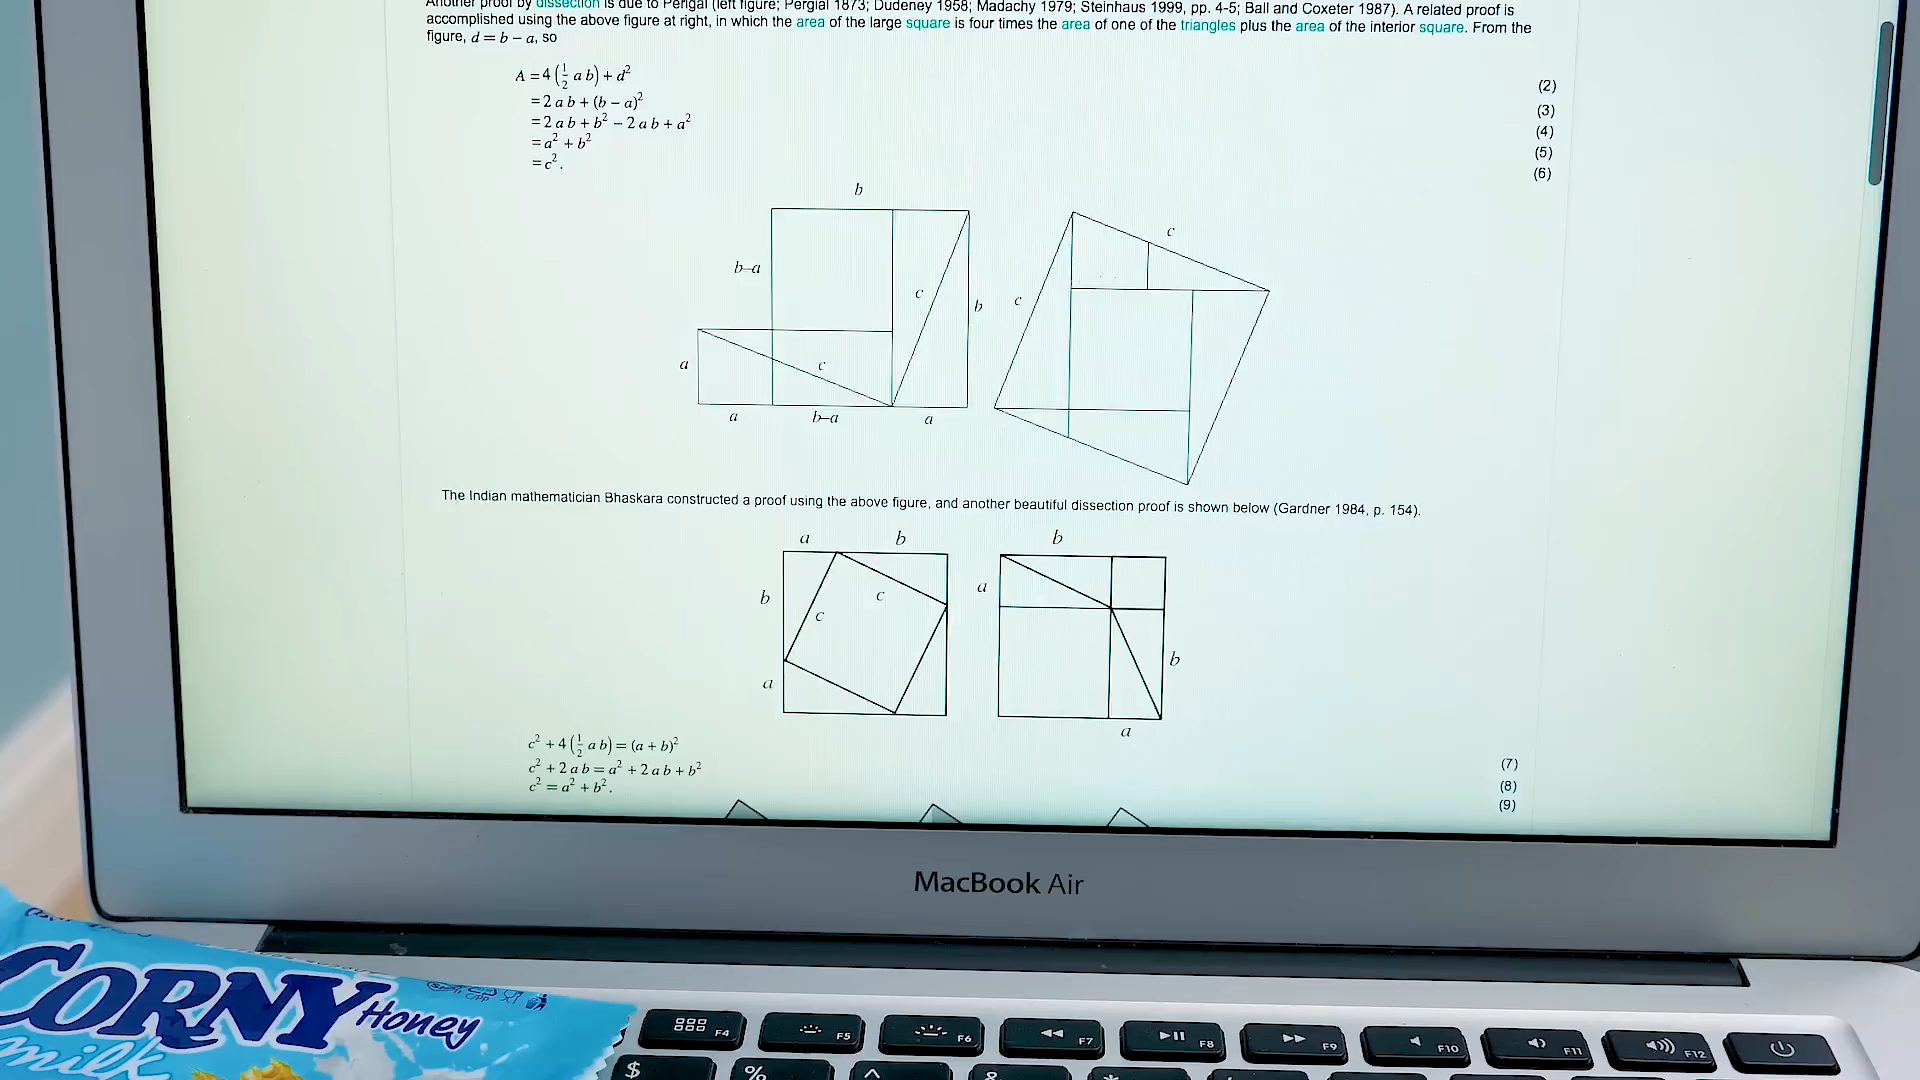 Another proof by dissection is due to Perigal (left figure; Pergial 1873; Dudeney 1958; Madachy 1979; Steinhaus 1999, pp. 4-5; Ball and Coxeter 1987). A related proof is
accomplished using the above figure at right, in which the area of the large square is four times the area of one of the triangles plus the area of the interior square. From the
figure, d = b − a, so
A = 4 (1/2 a b) + d² (2)
= 2 a b + (b − a)² (3)
= 2 a b + b² − 2 a b + a² (4)
= a² + b² (5)
= c². (6)
b
c
b–a
c
b
c
a
c
a
b–a
a
The Indian mathematician Bhaskara constructed a proof using the above figure, and another beautiful dissection proof is shown below (Gardner 1984, p. 154).
a b b
b
c
c
a
a
b
a
c² + 4 (1/2 a b) = (a + b)² (7)
c² + 2 a b = a² + 2 a b + b² (8)
c² = a² + b². (9)
MacBook Air
CORNY
Honey
milk
F4 F5 F6 F7 F8 F9 F10 F11 F12
$ % ^ & *